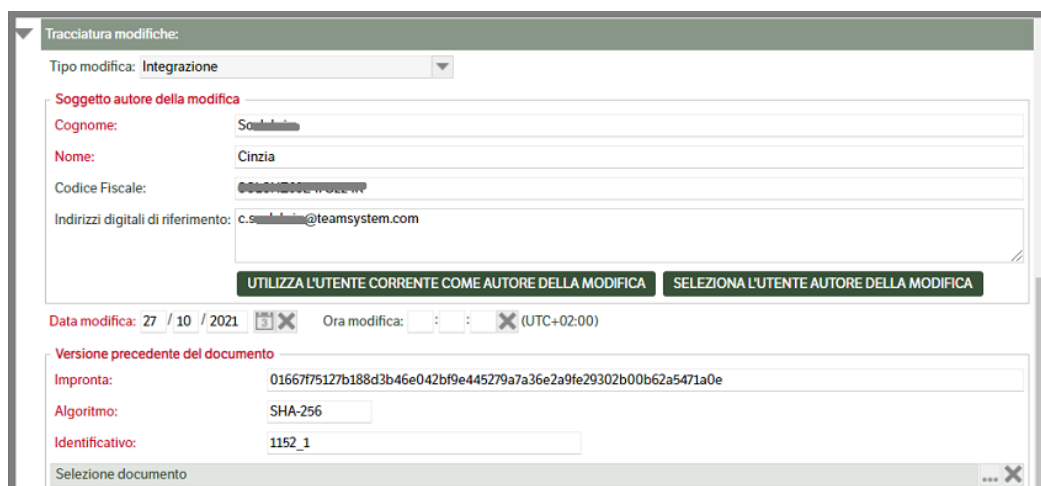 Tracciatura modifiche:
Tipo modifica: Integrazione
Soggetto autore della modifica
Cognome:
Nome: Cinzia
Codice Fiscale:
Indirizzi digitali di riferimento: @teamsystem.com
UTILIZZA L'UTENTE CORRENTE COME AUTORE DELLA MODIFICA SELEZIONA L'UTENTE AUTORE DELLA MODIFICA
Data modifica: 27 / 10 / 2021 Ora modifica: : : (UTC+02:00)
Versione precedente del documento
Impronta: 01667f75127b188d3b46e042bf9e445279a7a36e2a9fe29302b00b62a5471a0e
Algoritmo: SHA-256
Identificativo: 1152_1
Selezione documento ...